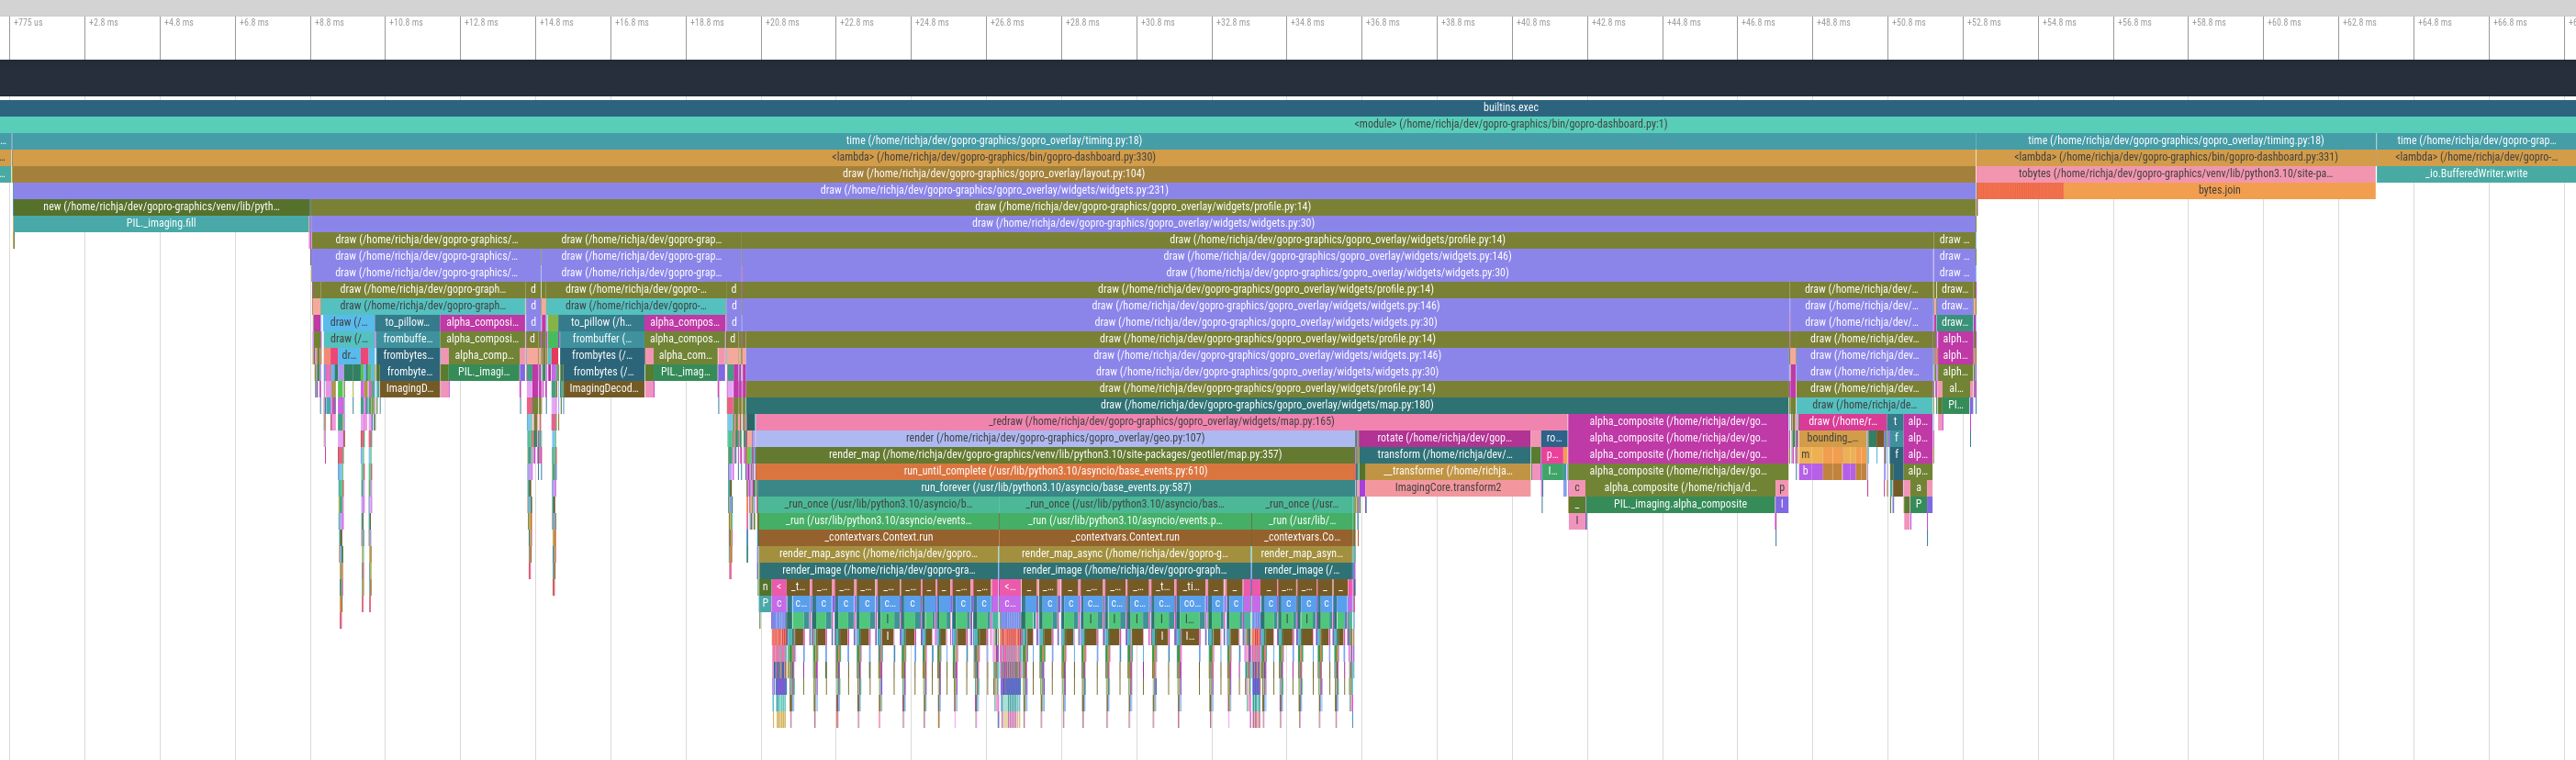 +775 us +2.8 ms +4.8 ms +6.8 ms +8.8 ms +10.8 ms +12.8 ms +14.8 ms +16.8 ms +18.8 ms +20.8 ms +22.8 ms +24.8 ms +26.8 ms +28.8 ms +30.8 ms +32.8 ms +34.8 ms +36.8 ms +38.8 ms +40.8 ms +42.8 ms +44.8 ms +46.8 ms +48.8 ms +50.8 ms +52.8 ms +54.8 ms +56.8 ms +58.8 ms +60.8 ms +62.8 ms +64.8 ms +66.8 ms
builtins.exec
<module> (/home/richja/dev/gopro-graphics/bin/gopro-dashboard.py:1)
... time (/home/richja/dev/gopro-graphics/gopro_overlay/timing.py:18) time (/home/richja/dev/gopro-graphics/gopro_overlay/timing.py:18) time (/home/richja/dev/gopro-grap...
... <lambda> (/home/richja/dev/gopro-graphics/bin/gopro-dashboard.py:330) <lambda> (/home/richja/dev/gopro-graphics/bin/gopro-dashboard.py:331) <lambda> (/home/richja/dev/gopro-...
... draw (/home/richja/dev/gopro-graphics/gopro_overlay/layout.py:104) tobytes (/home/richja/dev/gopro-graphics/venv/lib/python3.10/site-pa... _io.BufferedWriter.write
draw (/home/richja/dev/gopro-graphics/gopro_overlay/widgets/widgets.py:231) bytes.join
new (/home/richja/dev/gopro-graphics/venv/lib/pyth... draw (/home/richja/dev/gopro-graphics/gopro_overlay/widgets/profile.py:14)
PIL._imaging.fill draw (/home/richja/dev/gopro-graphics/gopro_overlay/widgets/widgets.py:30)
draw (/home/richja/dev/gopro-graphics/... draw (/home/richja/dev/gopro-grap... draw (/home/richja/dev/gopro-graphics/gopro_overlay/widgets/profile.py:14) draw ...
draw (/home/richja/dev/gopro-graphics/... draw (/home/richja/dev/gopro-grap... draw (/home/richja/dev/gopro-graphics/gopro_overlay/widgets/widgets.py:146) draw ...
draw (/home/richja/dev/gopro-graphics/... draw (/home/richja/dev/gopro-grap... draw (/home/richja/dev/gopro-graphics/gopro_overlay/widgets/widgets.py:30) draw ...
draw (/home/richja/dev/gopro-graph... d draw (/home/richja/dev/gopro-... d draw (/home/richja/dev/gopro-graphics/gopro_overlay/widgets/profile.py:14) draw (/home/richja/dev/... draw...
draw (/home/richja/dev/gopro-graph... d draw (/home/richja/dev/gopro-... d draw (/home/richja/dev/gopro-graphics/gopro_overlay/widgets/widgets.py:146) draw (/home/richja/dev/... draw...
draw (/... to_pillow... alpha_composi... d to_pillow (/h... alpha_compos... d draw (/home/richja/dev/gopro-graphics/gopro_overlay/widgets/widgets.py:30) draw (/home/richja/dev/... draw...
draw (/... frombuffe... alpha_composi... d frombuffer (... alpha_compos... d draw (/home/richja/dev/gopro-graphics/gopro_overlay/widgets/profile.py:14) draw (/home/richja/dev... alph...
dr... frombytes... alpha_comp... frombytes (/... alpha_com... draw (/home/richja/dev/gopro-graphics/gopro_overlay/widgets/widgets.py:146) draw (/home/richja/dev... alph...
frombyte... PIL._imagi... frombytes (/... PIL._imag... draw (/home/richja/dev/gopro-graphics/gopro_overlay/widgets/widgets.py:30) draw (/home/richja/dev... alph...
ImagingD... ImagingDecod... draw (/home/richja/dev/gopro-graphics/gopro_overlay/widgets/profile.py:14) draw (/home/richja/dev... al...
draw (/home/richja/dev/gopro-graphics/gopro_overlay/widgets/map.py:180) draw (/home/richja/de... PI...
_redraw (/home/richja/dev/gopro-graphics/gopro_overlay/widgets/map.py:165) alpha_composite (/home/richja/dev/go... draw (/home/r... t alp...
render (/home/richja/dev/gopro-graphics/gopro_overlay/geo.py:107) rotate (/home/richja/dev/gop... ro... alpha_composite (/home/richja/dev/go... bounding_... f alp...
render_map (/home/richja/dev/gopro-graphics/venv/lib/python3.10/site-packages/geotiler/map.py:357) transform (/home/richja/dev/... p... alpha_composite (/home/richja/dev/go... m f alp...
run_until_complete (/usr/lib/python3.10/asyncio/base_events.py:610) __transformer (/home/richja... I... alpha_composite (/home/richja/dev/go... b alp...
run_forever (/usr/lib/python3.10/asyncio/base_events.py:587) ImagingCore.transform2 c alpha_composite (/home/richja/d... p a
_run_once (/usr/lib/python3.10/asyncio/b... _run_once (/usr/lib/python3.10/asyncio/bas... _run_once (/usr... _ PIL._imaging.alpha_composite I P
_run (/usr/lib/python3.10/asyncio/events... _run (/usr/lib/python3.10/asyncio/events.p... _run (/usr/lib/... I
_contextvars.Context.run _contextvars.Context.run _contextvars.Co...
render_map_async (/home/richja/dev/gopro... render_map_async (/home/richja/dev/gopro-g... render_map_asyn...
render_image (/home/richja/dev/gopro-gra... render_image (/home/richja/dev/gopro-graph... render_image (/...
n < _t... _... _... _... _... _... _ _ _... _... <... _ _... _ _... _... _... _t... _ti... _ _ _ _... _... _ _
P c c... c c c c... c c c c... c c c... c... c... c... co... c c c c c c
I I I I I I... I I
I I I...